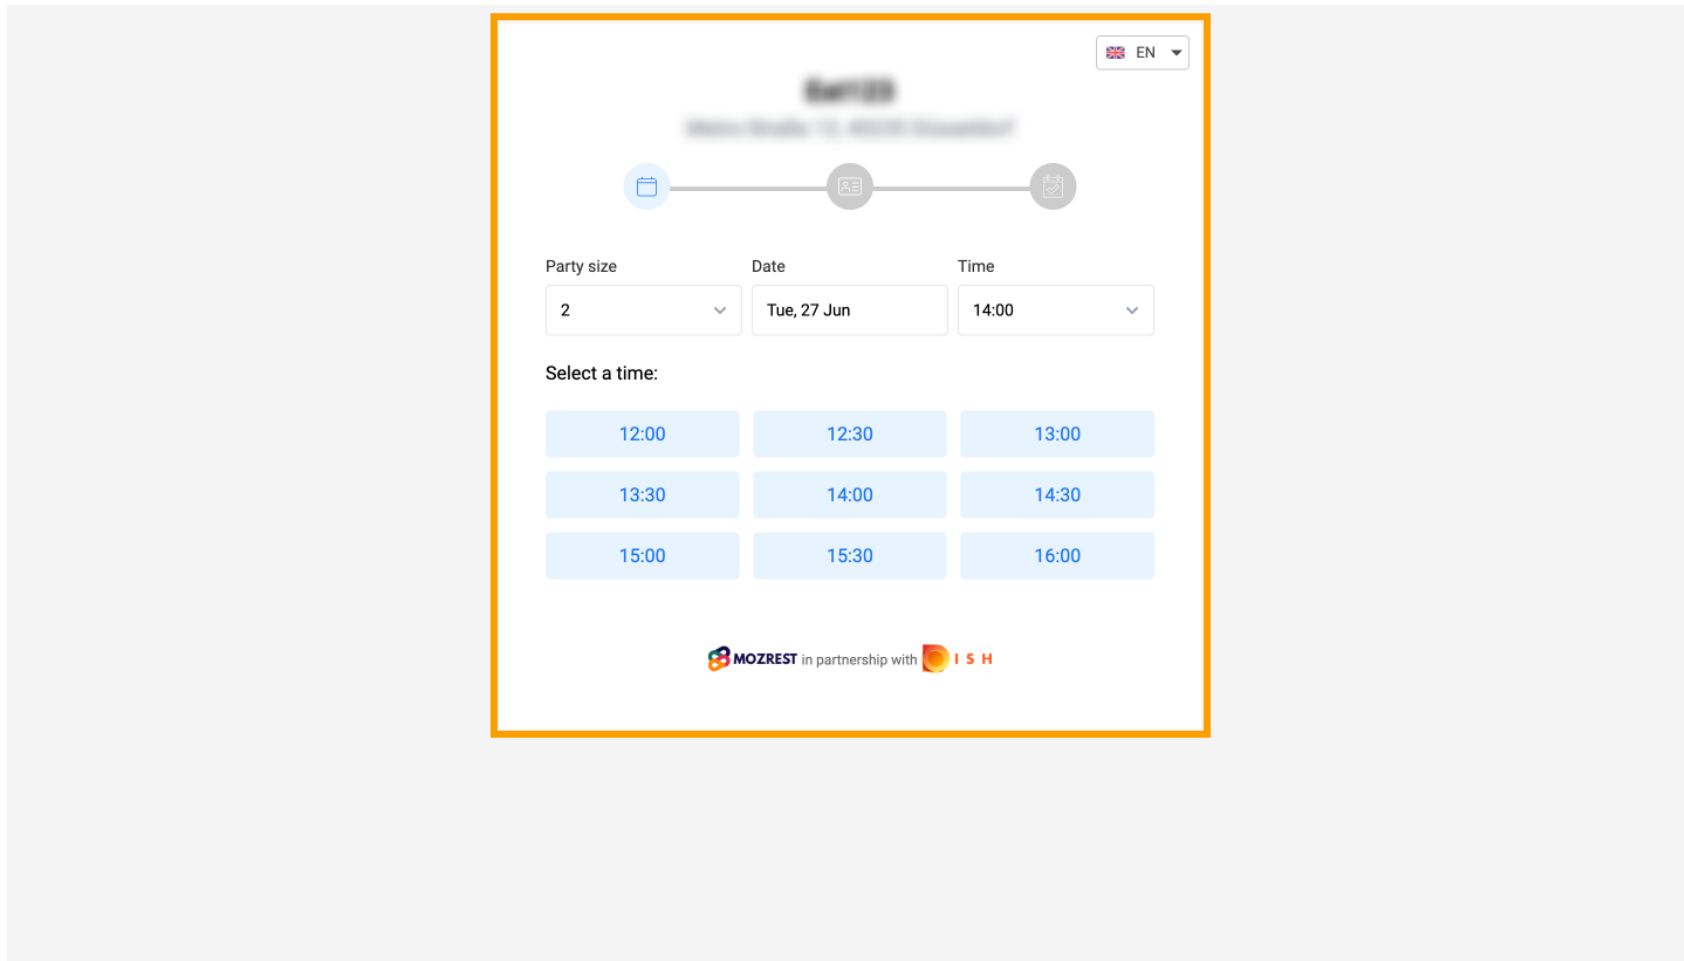 EN
Party size Date Time
2 Tue, 27 Jun 14:00
Select a time:
12:00 12:30 13:00
13:30 14:00 14:30
15:00 15:30 16:00
MOZREST in partnership with DISH